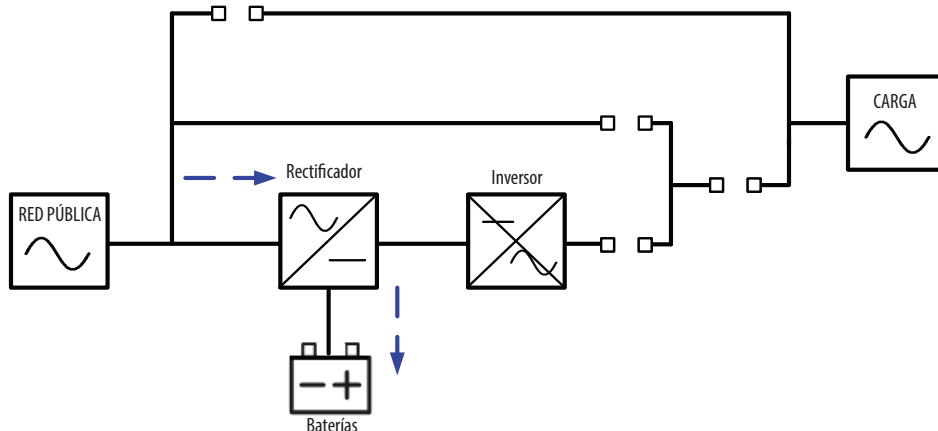 CARGA
Rectificador
Inversor
RED PÚBLICA
Baterías